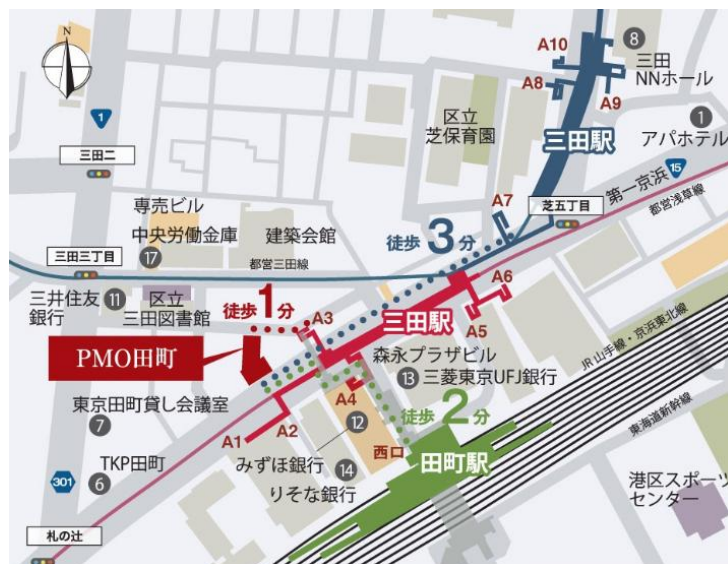 N
1
三田二
A10
8
三田
NNホール
A8
A9
区立
芝保育園
三田駅
1
アパホテル
15
第一京浜
都営浅草線
専売ビル
中央労働金庫
17
建築会館
都営三田線
三田三丁目
A7
芝五丁目
徒歩3分
三井住友
銀行
11
区立
三田図書館
徒歩1分
A3
三田駅
A6
A5
JR 山手線・京浜東北線
東海道新幹線
PMO田町
森永プラザビル
13
三菱東京UFJ銀行
A4
徒歩2分
東京田町貸し会議室
7
A1
A2
12
みずほ銀行
14
りそな銀行
西口
田町駅
TKP田町
301
6
札の辻
港区スポーツ
センター